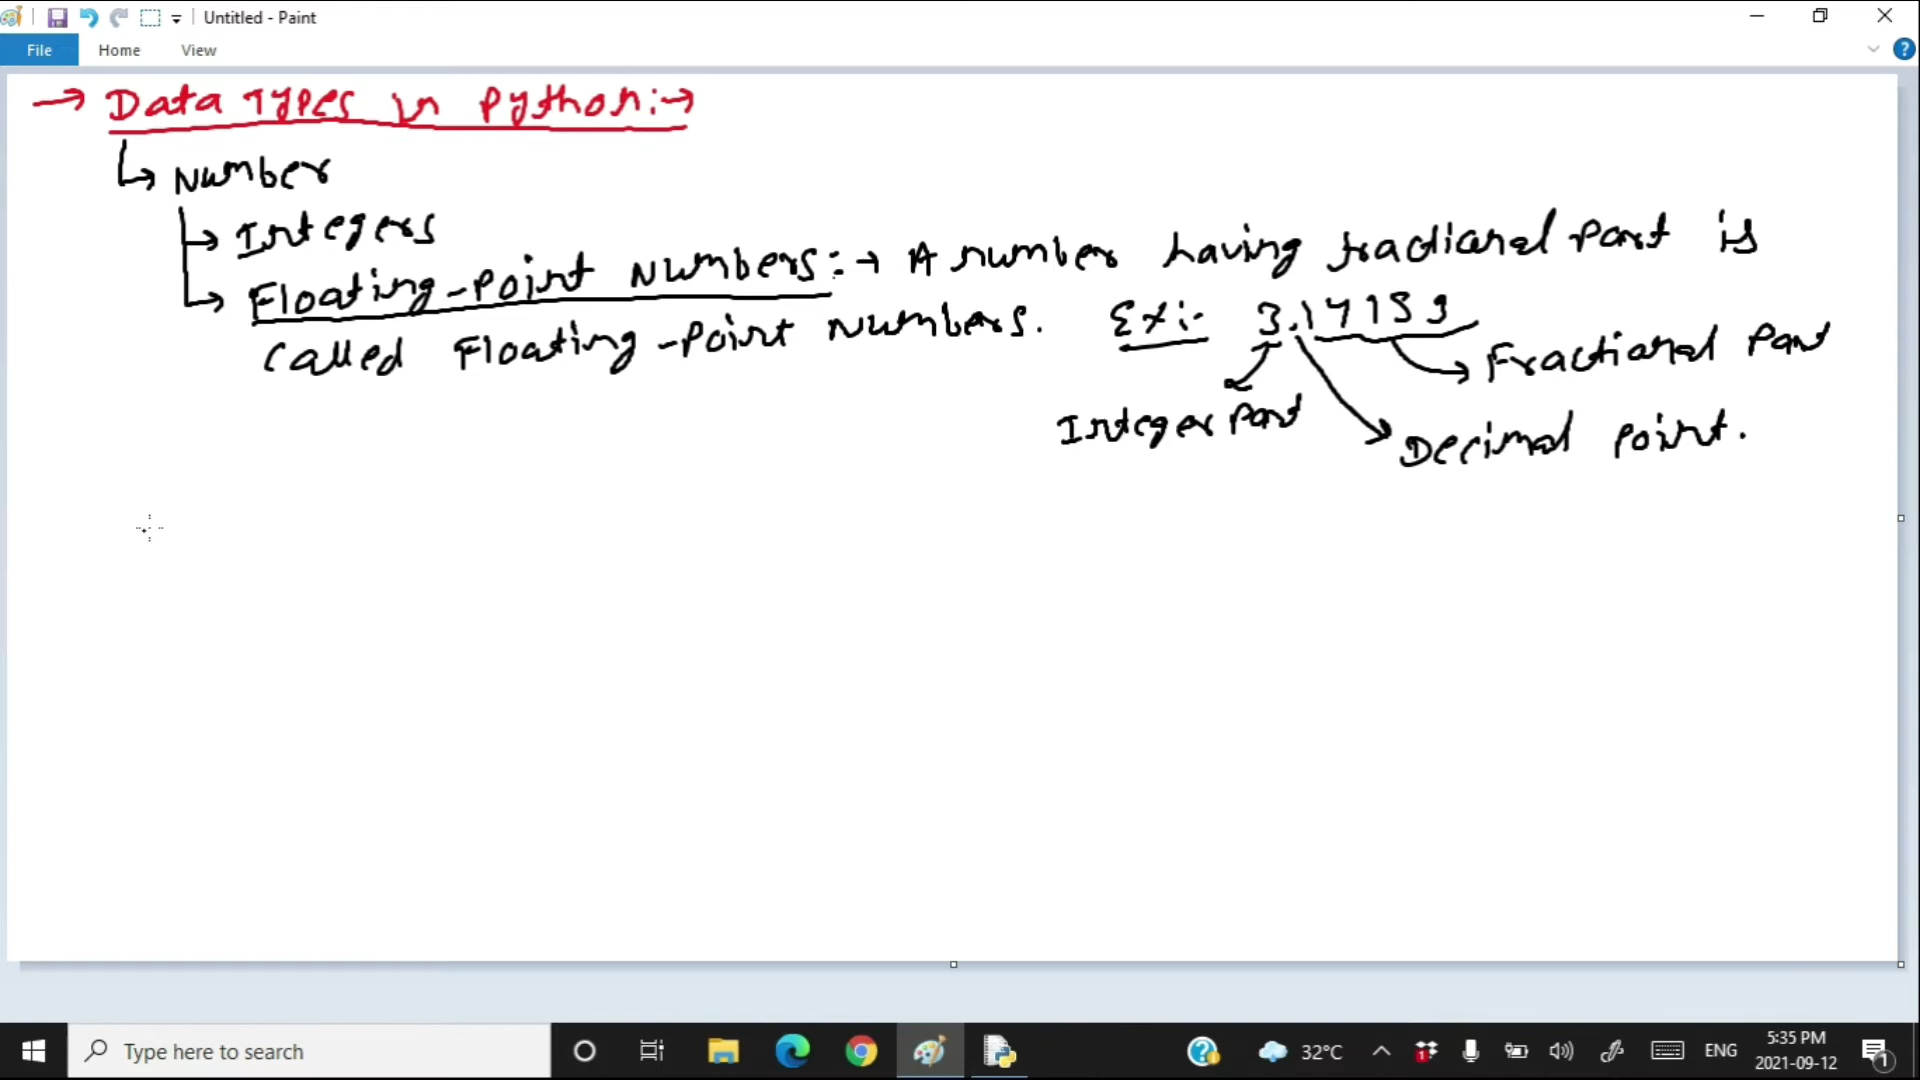 Untitled - Paint
File Home View
→ Data Types in Python:→
Number
Integers
Floating-Point Numbers:→ A number having fractional Part is
called Floating-Point Numbers. Ex:- 3.14159
Fractional Part
Integer Part
Decimal Point.
Type here to search
32°C
ENG
5:35 PM
2021-09-12
1